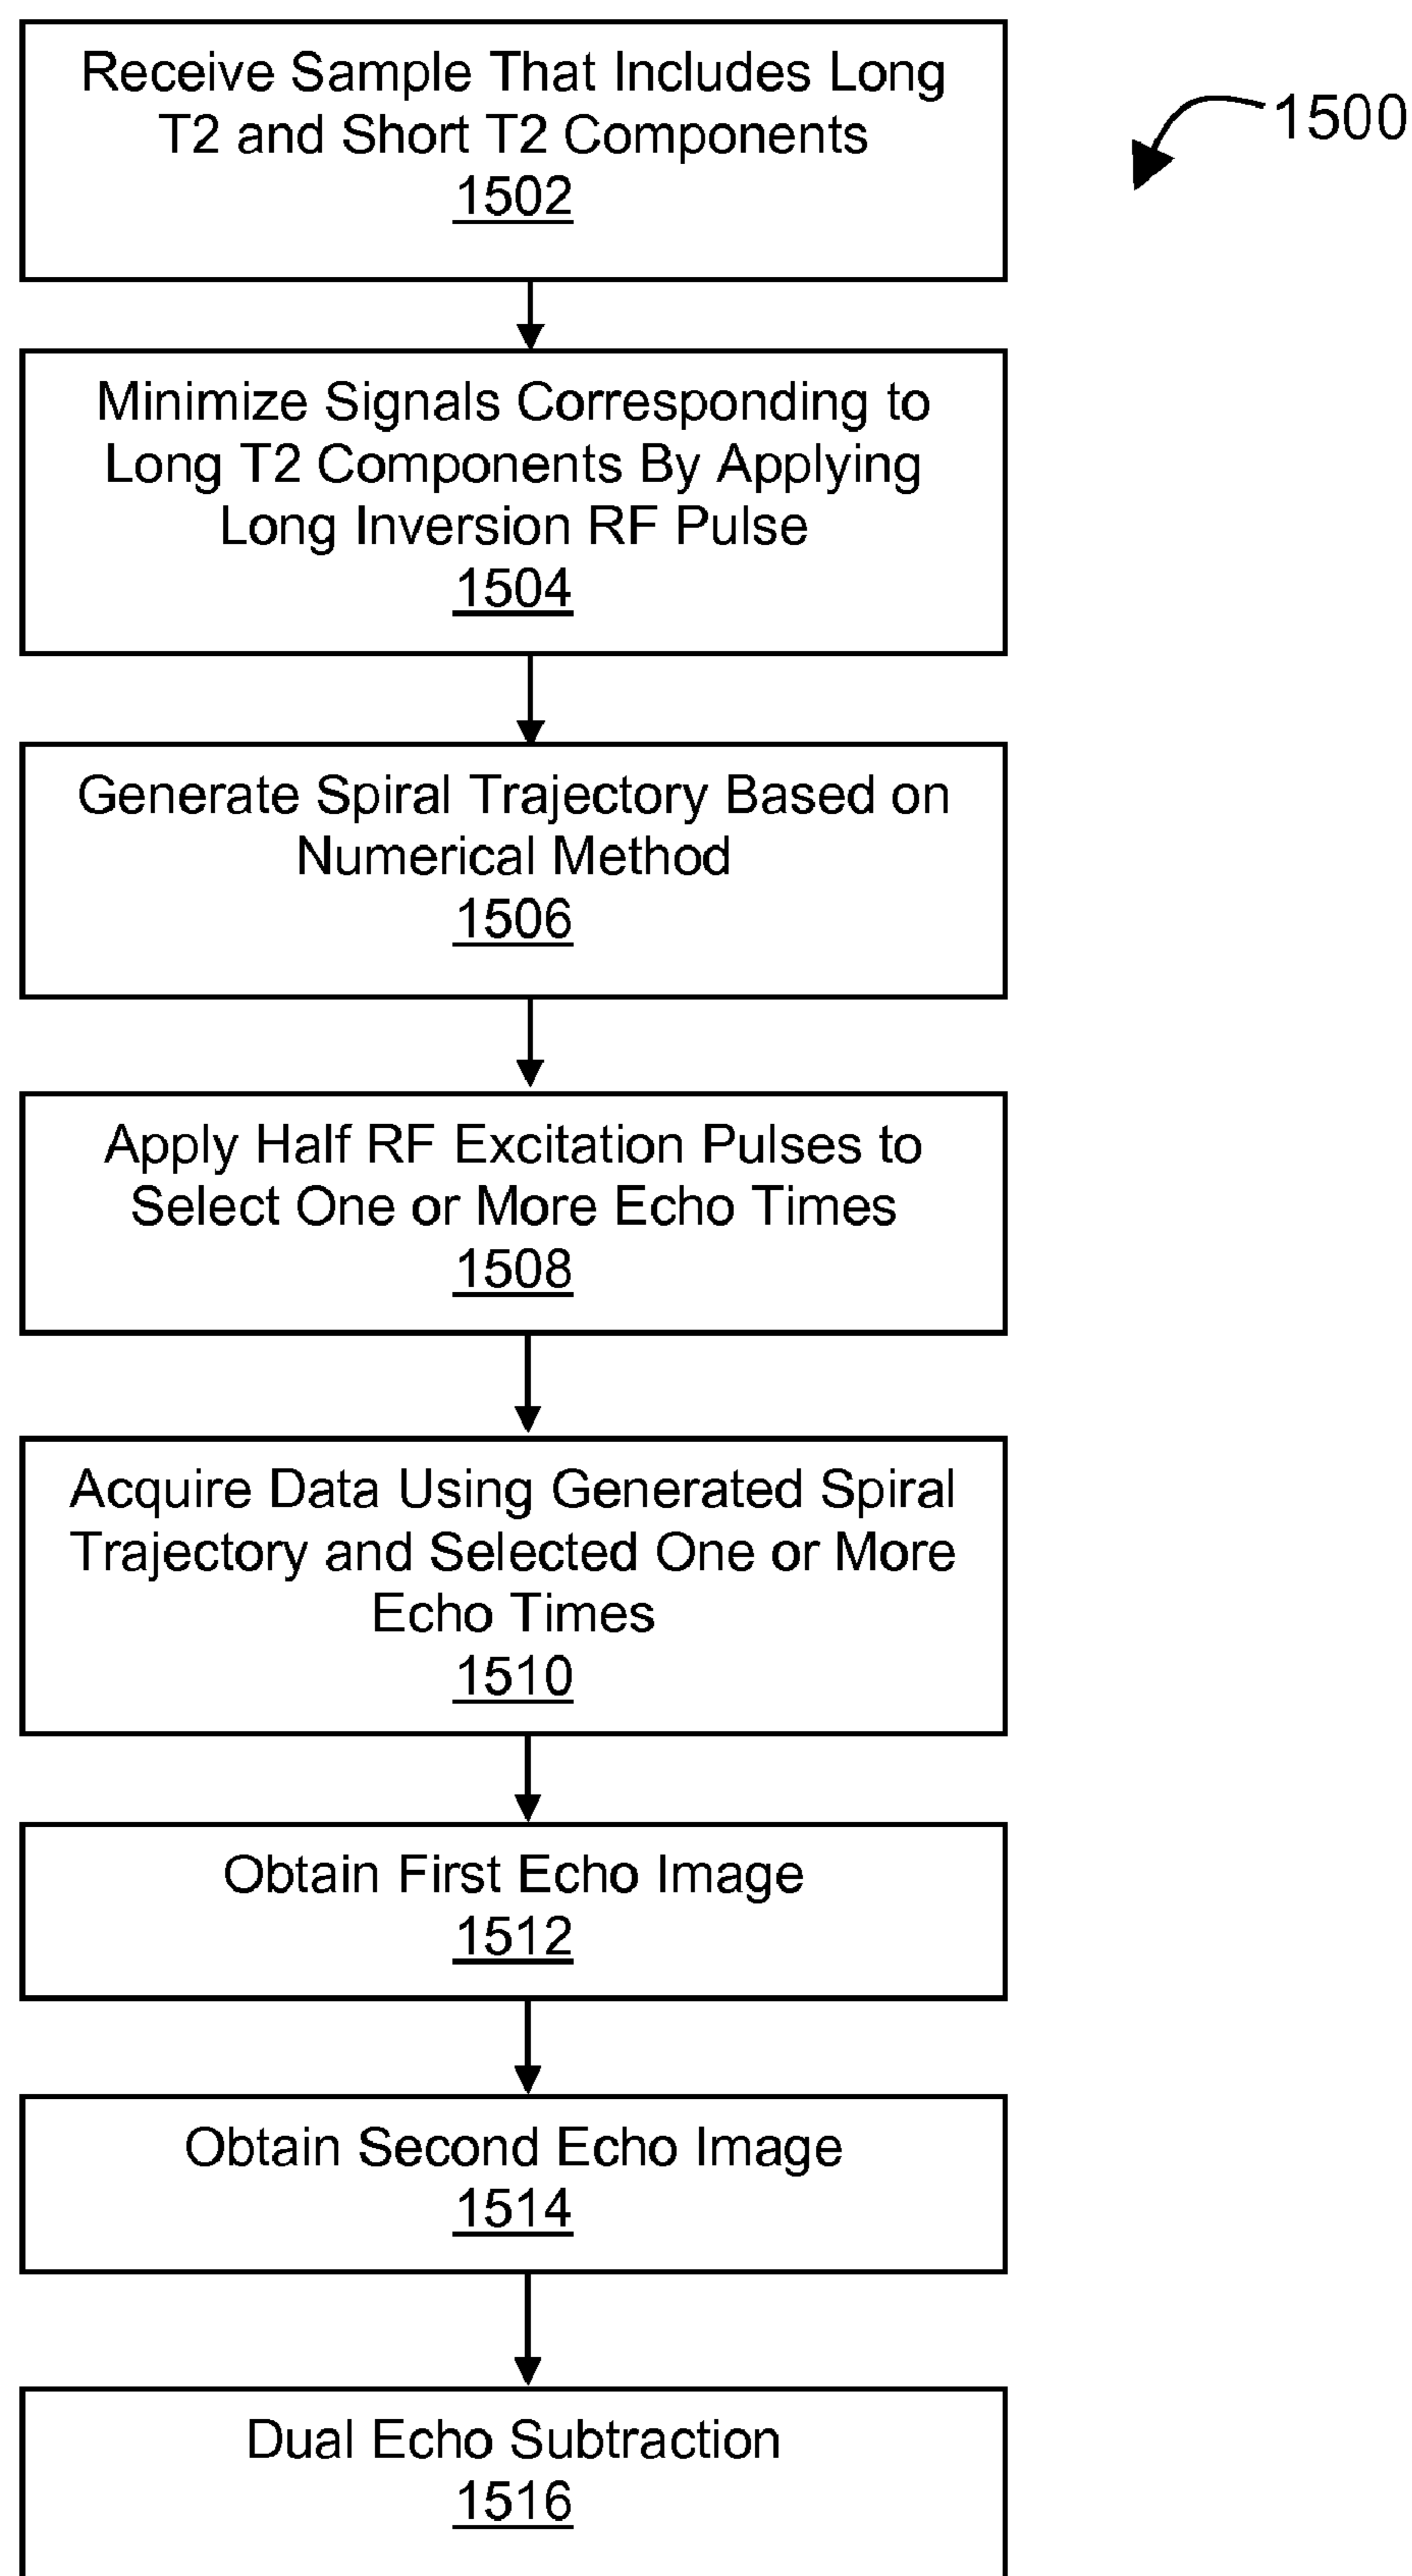 Receive Sample That Includes Long
T2 and Short T2 Components
1502
1500
Minimize Signals Corresponding to
Long T2 Components By Applying
Long Inversion RF Pulse
1504
Generate Spiral Trajectory Based on
Numerical Method
1506
Apply Half RF Excitation Pulses to
Select One or More Echo Times
1508
Acquire Data Using Generated Spiral
Trajectory and Selected One or More
Echo Times
1510
Obtain First Echo Image
1512
Obtain Second Echo Image
1514
Dual Echo Subtraction
1516